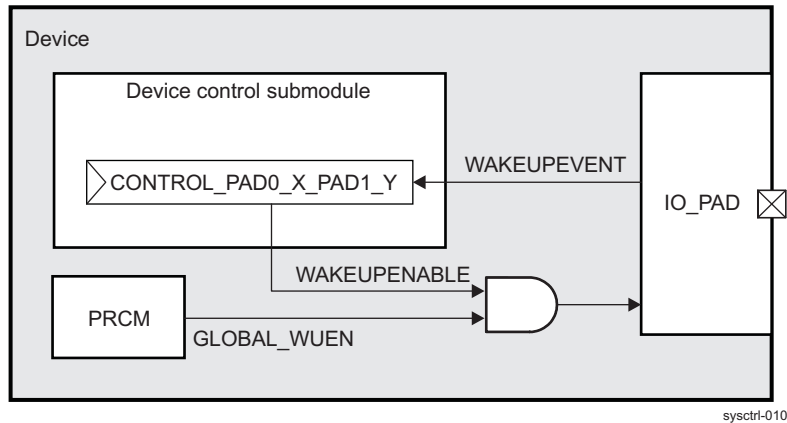 Device
Device control submodule
WAKEUPEVENT
CONTROL_PAD0_X_PAD1_Y
IO_PAD
WAKEUPENABLE
PRCM
GLOBAL_WUEN
sysctrl-010